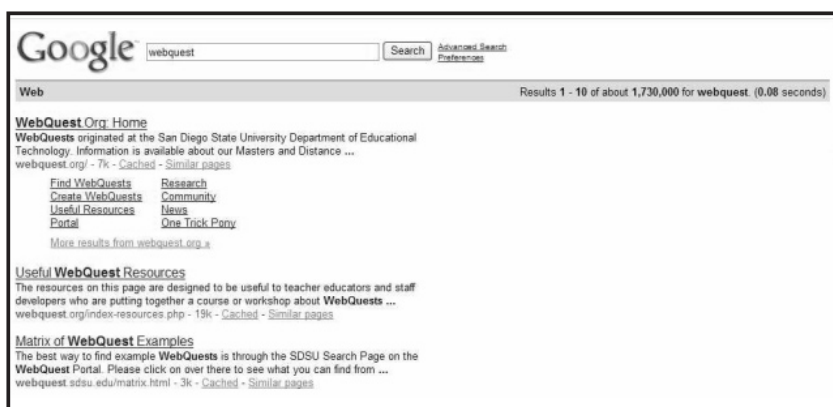 Google webquest Search Advanced Search
Preferences
Web Results 1 - 10 of about 1,730,000 for webquest. (0.08 seconds)
WebQuest.Org: Home
WebQuests originated at the San Diego State University Department of Educational
Technology. Information is available about our Masters and Distance ...
webquest.org/ - 7k - Cached - Similar pages
Find WebQuests Research
Create WebQuests Community
Useful Resources News
Portal One Trick Pony
More results from webquest.org »
Useful WebQuest Resources
The resources on this page are designed to be useful to teacher educators and staff
developers who are putting together a course or workshop about WebQuests ...
webquest.org/index-resources.php - 19k - Cached - Similar pages
Matrix of WebQuest Examples
The best way to find example WebQuests is through the SDSU Search Page on the
WebQuest Portal. Please click on over there to see what you can find from ...
webquest.sdsu.edu/matrix.html - 3k - Cached - Similar pages